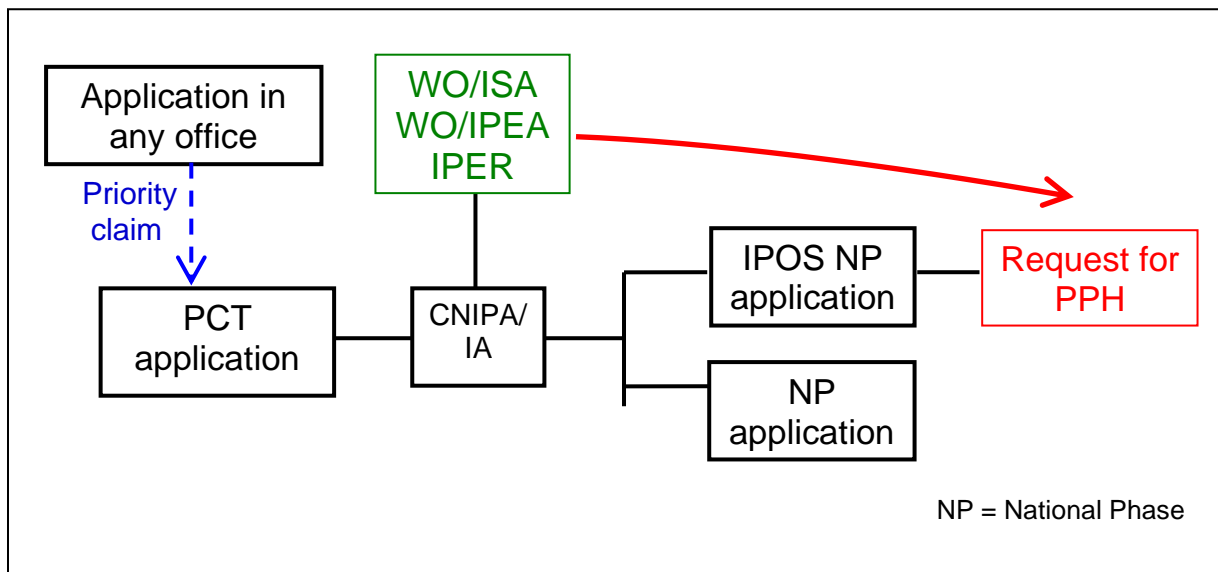 Application in
any office
Priority
claim
PCT
application
WO/ISA
WO/IPEA
IPER
CNIPA/
IA
IPOS NP
application
Request for
PPH
NP
application
NP = National Phase